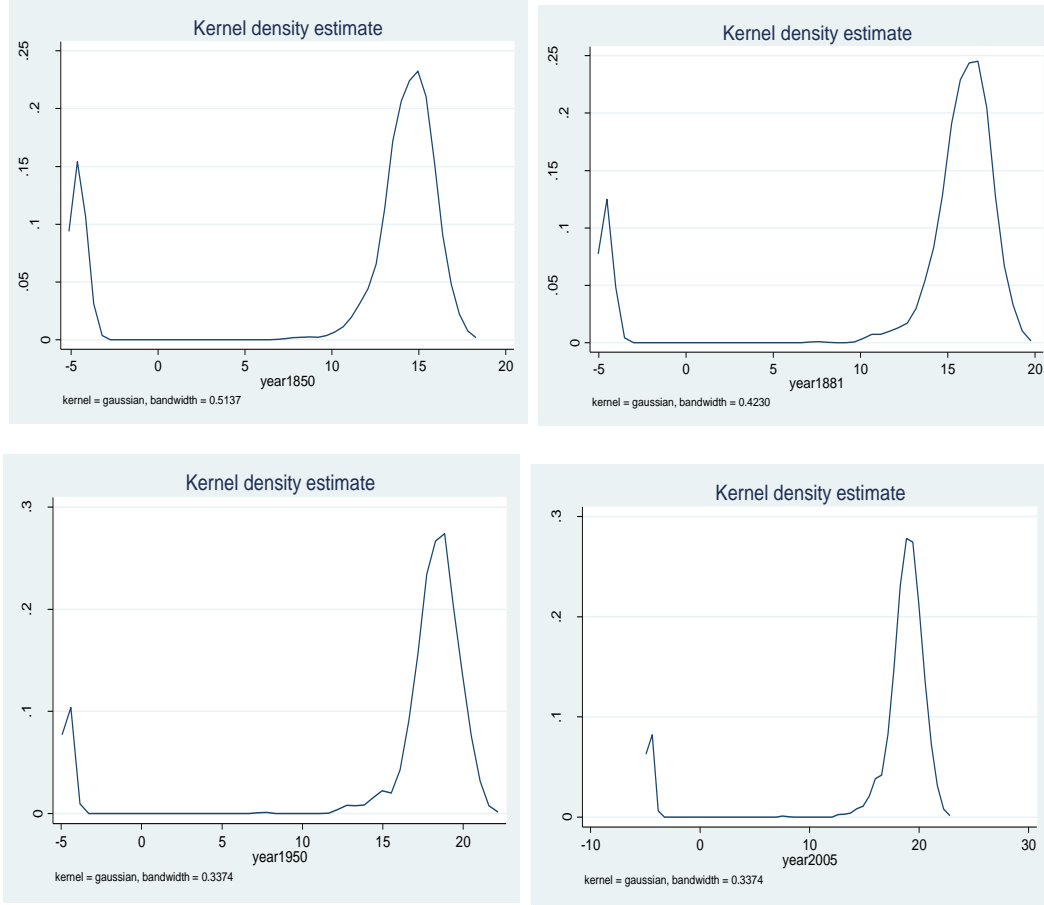 Kernel density estimate
.25
.2
.15
.1
.05
0
-5 0 5 10 15 20
year1850
kernel = gaussian, bandwidth = 0.5137
Kernel density estimate
.25
.2
.15
.1
.05
0
-5 0 5 10 15 20
year1881
kernel = gaussian, bandwidth = 0.4230
Kernel density estimate
.3
.2
.1
0
-5 0 5 10 15 20
year1950
kernel = gaussian, bandwidth = 0.3374
Kernel density estimate
.3
.2
.1
0
-10 0 10 20 30
year2005
kernel = gaussian, bandwidth = 0.3374